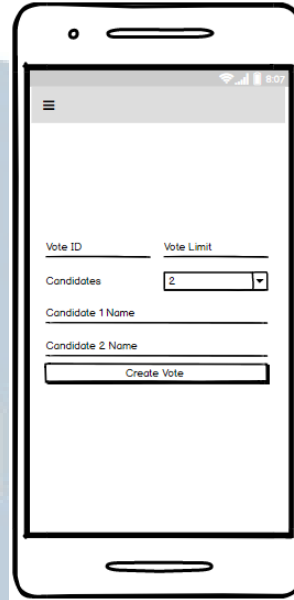 8:07
Vote ID Vote Limit
Candidates 2
Candidate 1 Name
Candidate 2 Name
Create Vote